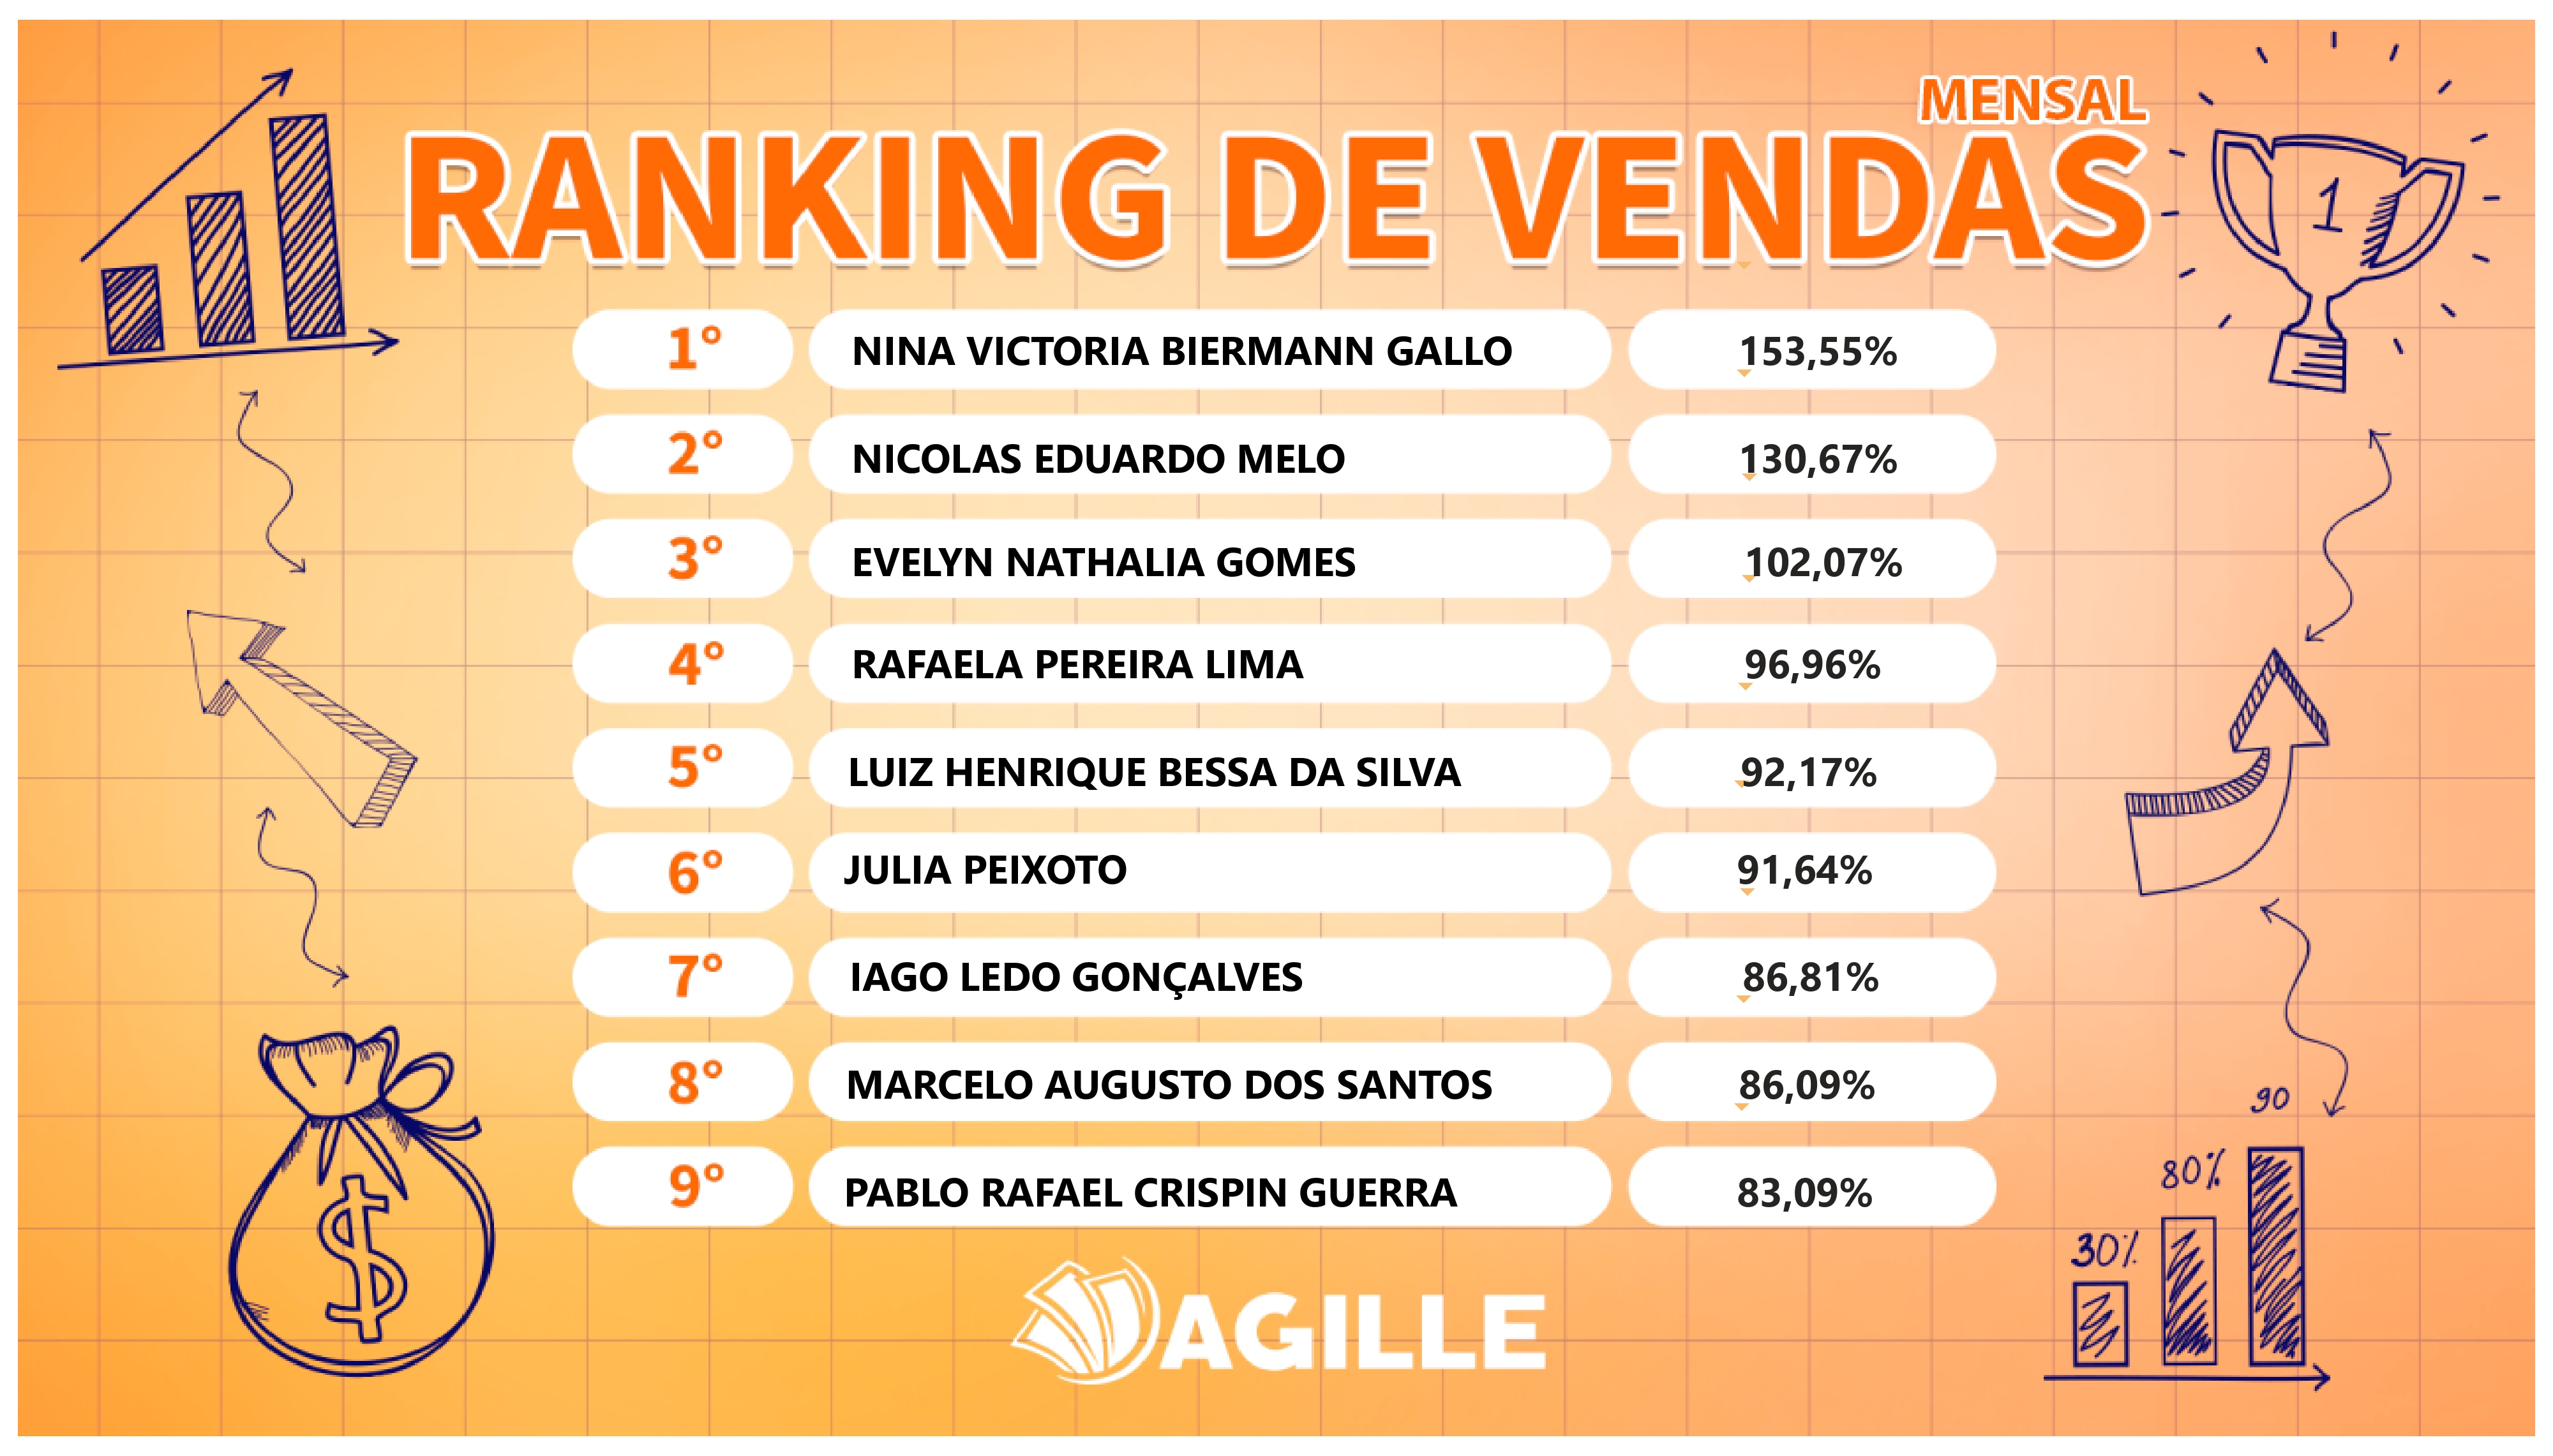 MENSAL
RANKING DE VENDAS
1
1° NINA VICTORIA BIERMANN GALLO 153,55%
2° NICOLAS EDUARDO MELO 130,67%
3° EVELYN NATHALIA GOMES 102,07%
4° RAFAELA PEREIRA LIMA 96,96%
5° LUIZ HENRIQUE BESSA DA SILVA 92,17%
6° JULIA PEIXOTO 91,64%
7° IAGO LEDO GONÇALVES 86,81%
8° MARCELO AUGUSTO DOS SANTOS 86,09%
9° PABLO RAFAEL CRISPIN GUERRA 83,09%
$
30%
80%
90
AGILLE